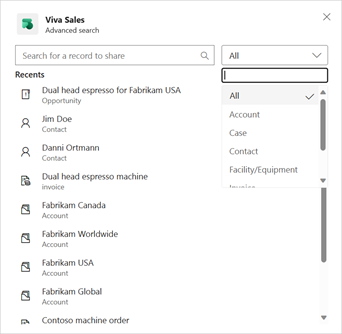 Viva Sales
Advanced search
Search for a record to share
All
Recents
Dual head espresso for Fabrikam USA
Opportunity
Jim Doe
Contact
Danni Ortmann
Contact
Dual head espresso machine
invoice
Fabrikam Canada
Account
Fabrikam Worldwide
Account
Fabrikam USA
Account
Fabrikam Global
Account
Contoso machine order
All
Account
Case
Contact
Facility/Equipment
Invoice